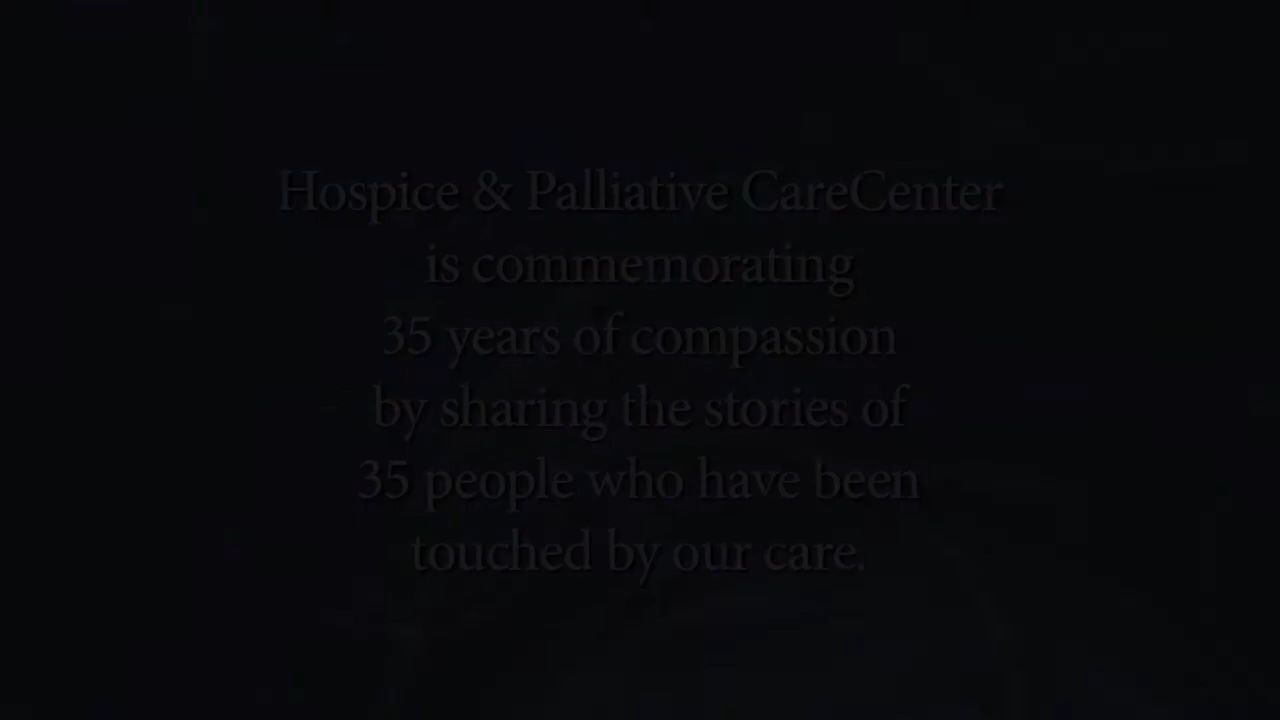 Hospice & Palliative CareCenter
is commemorating
35 years of compassion
by sharing the stories of
35 people who have been
touched by our care.